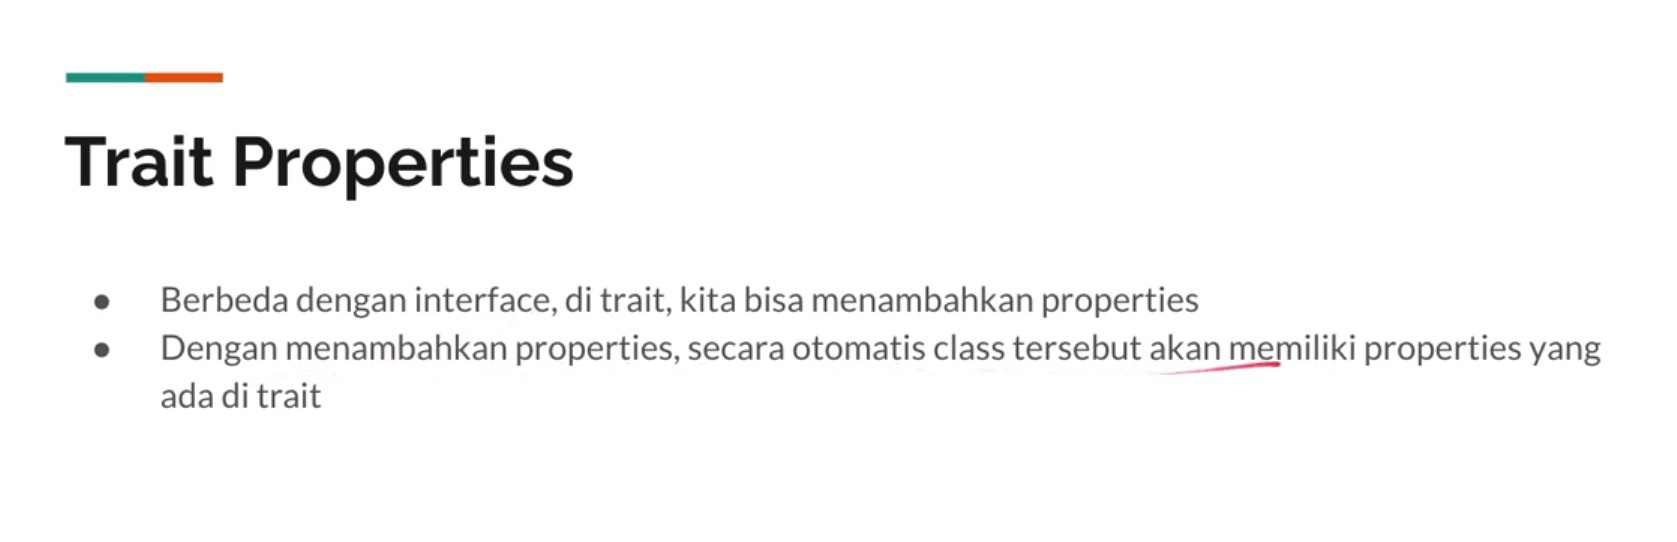 Trait Properties
● Berbeda dengan interface, di trait, kita bisa menambahkan properties
● Dengan menambahkan properties, secara otomatis class tersebut akan memiliki properties yang
ada di trait